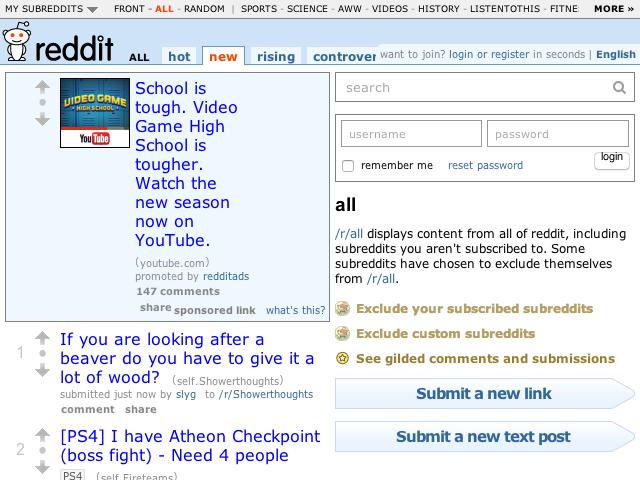 MY SUBREDDITS FRONT - ALL - RANDOM | SPORTS - SCIENCE - AWW - VIDEOS - HISTORY - LISTENTOTHIS - FITNE MORE »
reddit ALL hot new rising controver
want to join? login or register in seconds | English
VIDEO GAME
HIGH SCHOOL
YouTube
School is
tough. Video
Game High
School is
tougher.
Watch the
new season
now on
YouTube.
(youtube.com)
promoted by redditads
147 comments
share sponsored link what's this?
1
If you are looking after a
beaver do you have to give it a
lot of wood? (self.Showerthoughts)
submitted just now by slyg to /r/Showerthoughts
comment share
2
[PS4] I have Atheon Checkpoint
(boss fight) - Need 4 people
PS4 (self.Fireteams)
search
username password
remember me reset password login
all
/r/all displays content from all of reddit, including
subreddits you aren't subscribed to. Some
subreddits have chosen to exclude themselves
from /r/all.
Exclude your subscribed subreddits
Exclude custom subreddits
See gilded comments and submissions
Submit a new link
Submit a new text post